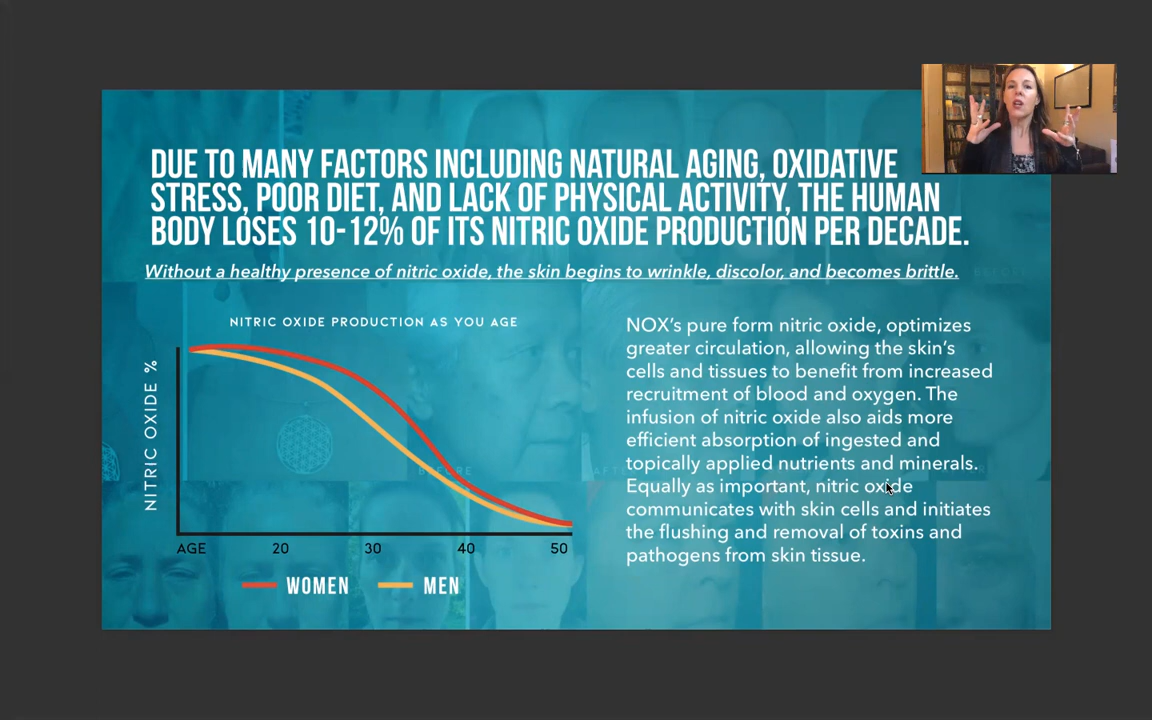 DUE TO MANY FACTORS INCLUDING NATURAL AGING, OXIDATIVE
STRESS, POOR DIET, AND LACK OF PHYSICAL ACTIVITY, THE HUMAN
BODY LOSES 10-12% OF ITS NITRIC OXIDE PRODUCTION PER DECADE.
Without a healthy presence of nitric oxide, the skin begins to wrinkle, discolor, and becomes brittle.
BEFORE
NITRIC OXIDE PRODUCTION AS YOU AGE
NITRIC OXIDE %
BEFORE
AGE 20 30 40 50
WOMEN MEN
NOX's pure form nitric oxide, optimizes
greater circulation, allowing the skin's
cells and tissues to benefit from increased
recruitment of blood and oxygen. The
infusion of nitric oxide also aids more
efficient absorption of ingested and
topically applied nutrients and minerals.
Equally as important, nitric oxide
communicates with skin cells and initiates
the flushing and removal of toxins and
pathogens from skin tissue.